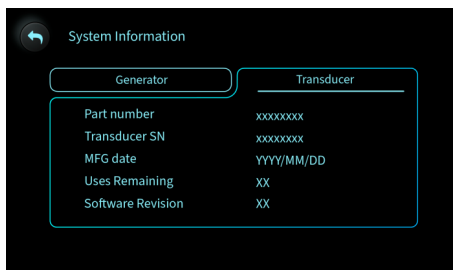 System Information
Generator Transducer
Part number xxxxxxxx
Transducer SN xxxxxxxx
MFG date YYYY/MM/DD
Uses Remaining XX
Software Revision XX